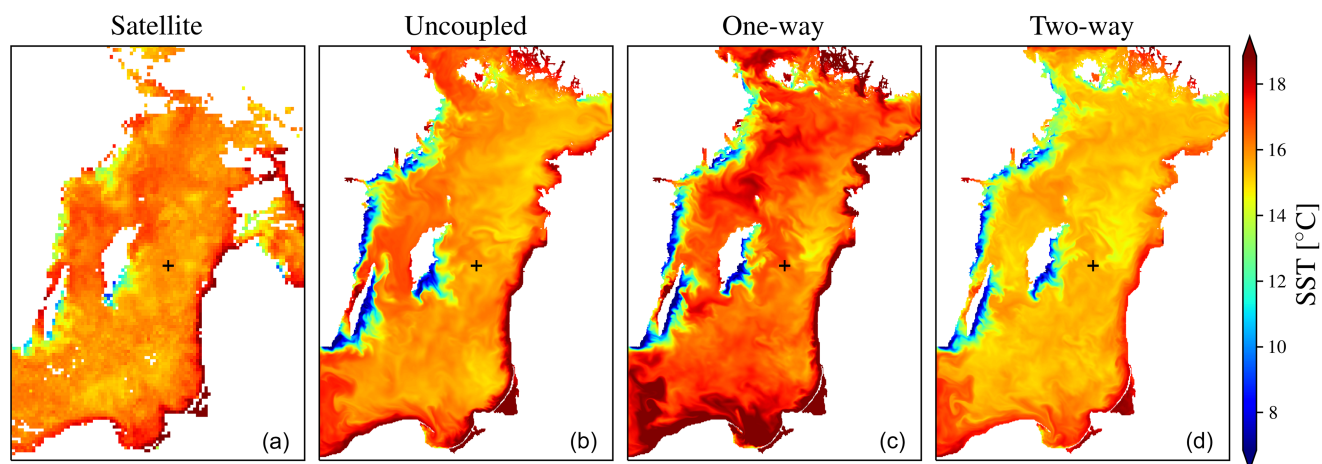 Satellite
Uncoupled
One-way
Two-way
(a)
(b)
(c)
(d)
18
16
14
12
10
8
SST [°C]